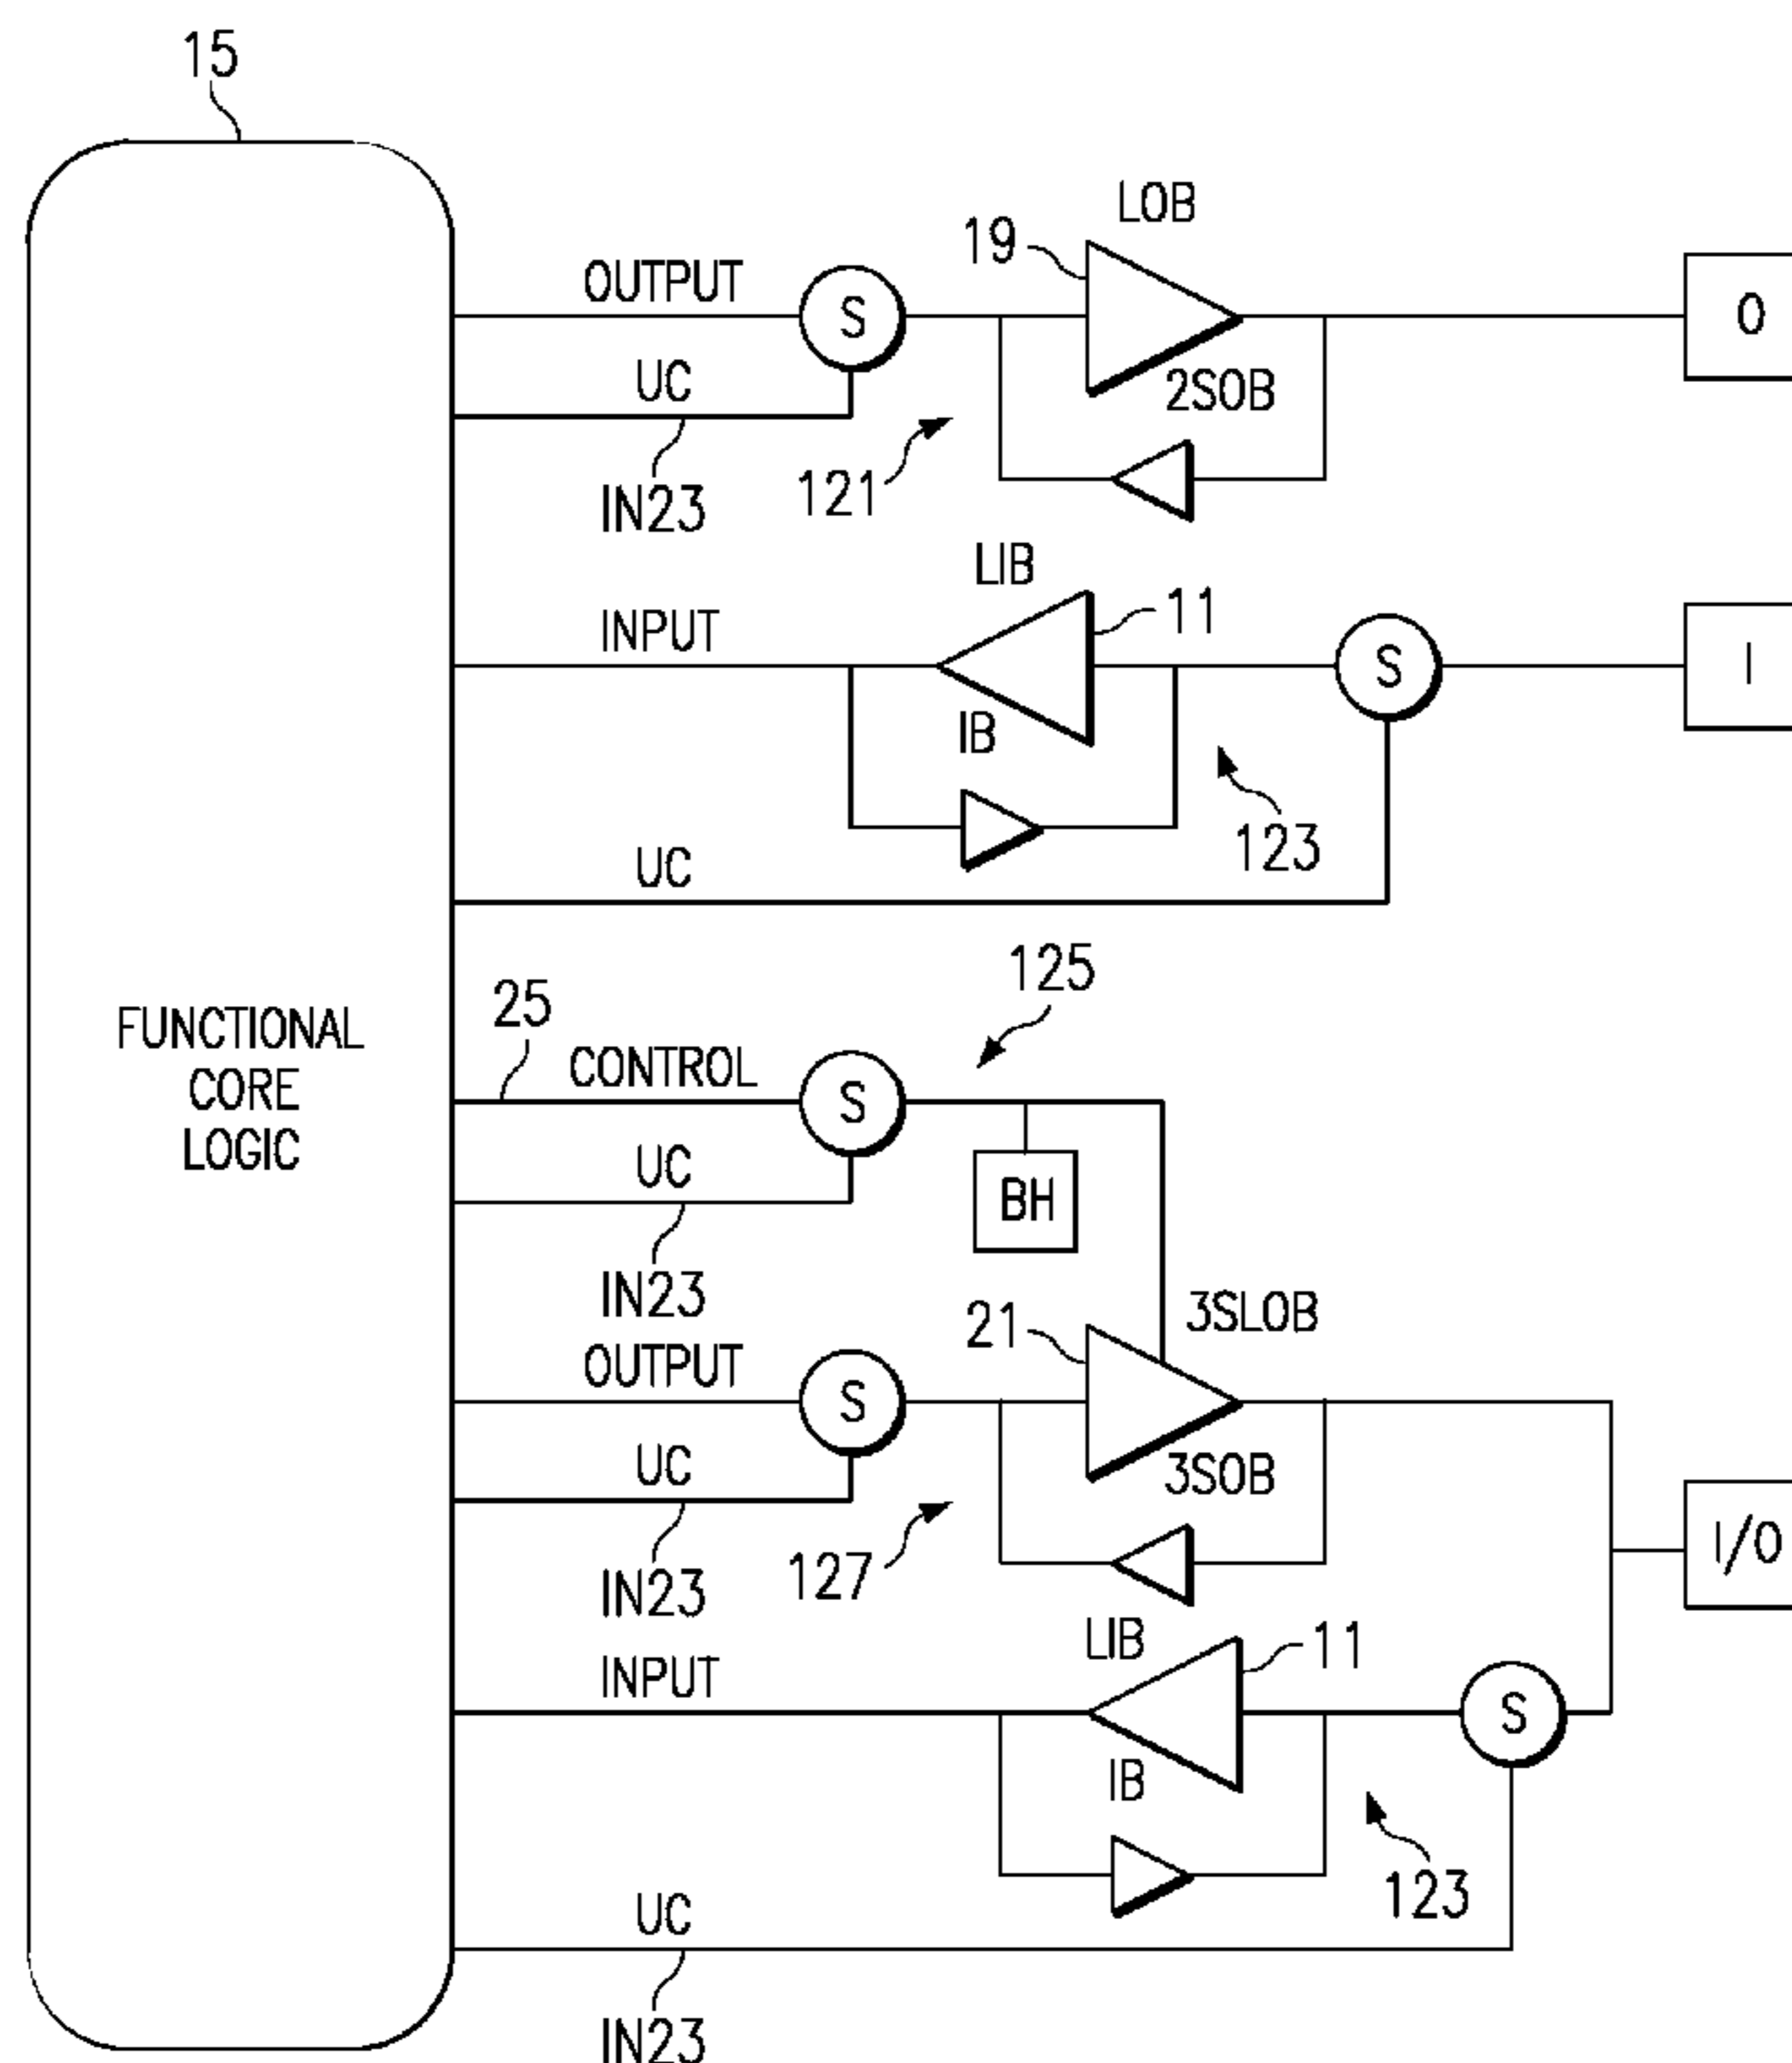 15
LOB
19
OUTPUT
S
O
UC
2SOB
121
IN23
LIB
11
INPUT
S
I
IB
123
UC
125
25
FUNCTIONAL
CORE
LOGIC
CONTROL
S
UC
BH
IN23
21
3SLOB
OUTPUT
S
UC
3SOB
127
I/O
IN23
LIB
11
INPUT
S
IB
123
UC
IN23